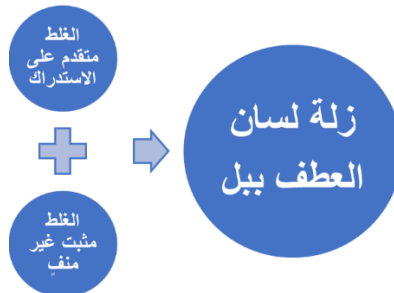 الغلط
متقدم على
الاستدراك
زلة لسان
العطف ببل
الغلط
مثبت غير
منفٍ